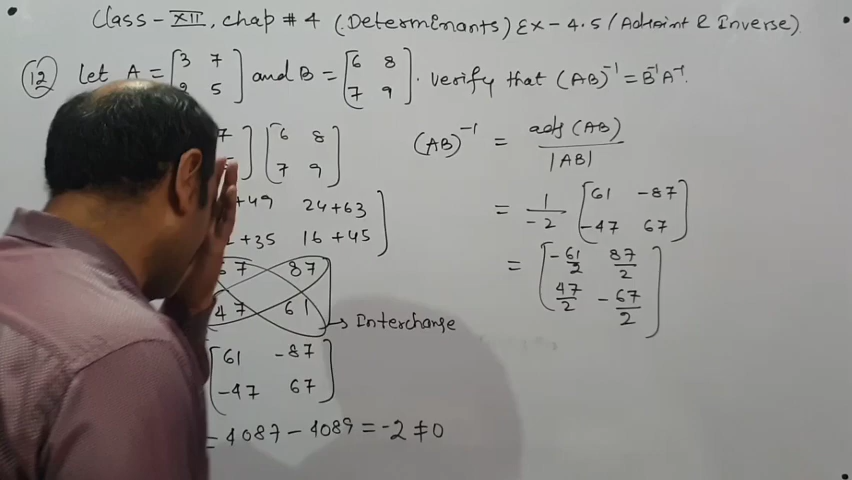 Class - XII, chap # 4 (Determenants) Ex - 4.5 / Adjoint & Inverse)
12 Let A = [3 7 and B = [6 8 . verify that (AB)⁻¹ = B⁻¹A⁻¹.
5] 7 9]
7] [6 8
7 9]
+49 24+63
+35 16+45]
67 87
47 61] → Interchange
[61 -87
-47 67]
= 4087 - 4089 = -2 ≠ 0
(AB)⁻¹ = adj (AB) / |AB|
= 1/-2 [61 -87
-47 67]
= [-61/2 87/2
47/2 -67/2]